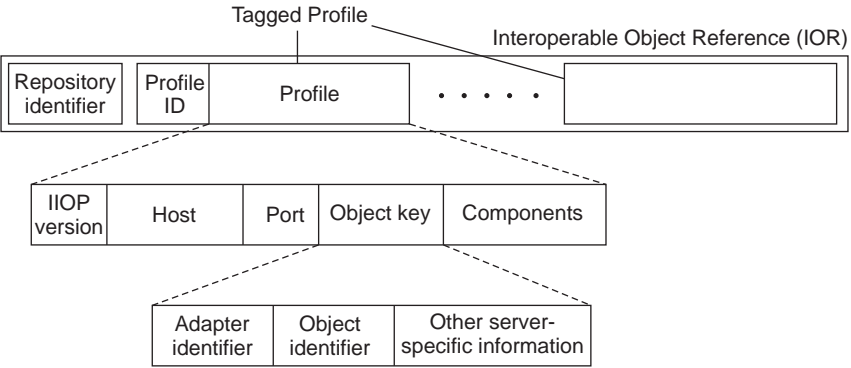 Tagged Profile
Interoperable Object Reference (IOR)
Repository
identifier
Profile
ID
Profile
IIOP
version
Host
Port
Object key
Components
Adapter
identifier
Object
identifier
Other server-
specific information